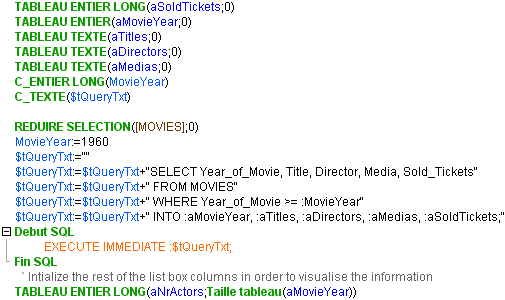 TABLEAU ENTIER LONG(aSoldTickets;0)
TABLEAU ENTIER(aMovieYear;0)
TABLEAU TEXTE(aTitles;0)
TABLEAU TEXTE(aDirectors;0)
TABLEAU TEXTE(aMedias;0)
C_ENTIER LONG(MovieYear)
C_TEXTE($tQueryTxt)
REDUIRE SELECTION([MOVIES];0)
MovieYear:=1960
$tQueryTxt:=""
$tQueryTxt:=$tQueryTxt+"SELECT Year_of_Movie, Title, Director, Media, Sold_Tickets"
$tQueryTxt:=$tQueryTxt+" FROM MOVIES"
$tQueryTxt:=$tQueryTxt+" WHERE Year_of_Movie >= :MovieYear"
$tQueryTxt:=$tQueryTxt+" INTO :aMovieYear, :aTitles, :aDirectors, :aMedias, :aSoldTickets;"
Debut SQL
EXECUTE IMMEDIATE :$tQueryTxt;
Fin SQL
` Intialize the rest of the list box columns in order to visualise the information
TABLEAU ENTIER LONG(aNrActors;Taille tableau(aMovieYear))